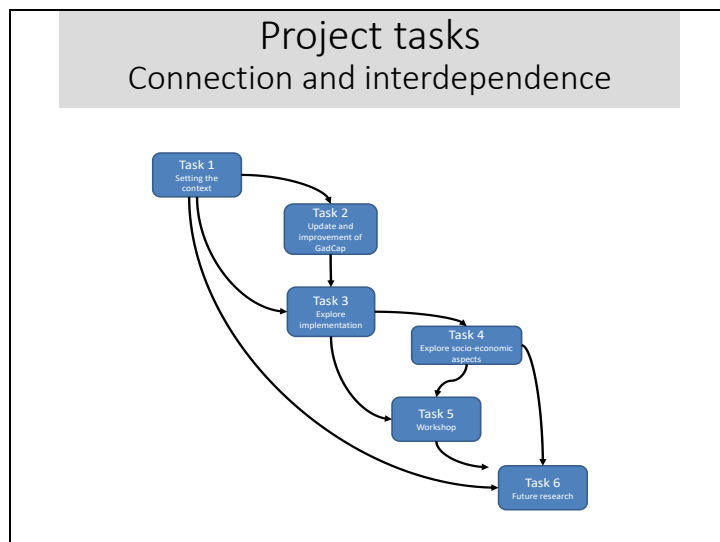 Project tasks
Connection and interdependence
Task 1
Setting the
context
Task 2
Update and
improvement of
GadCap
Task 3
Explore
implementation
Task 4
Explore socio-economic
aspects
Task 5
Workshop
Task 6
Future research